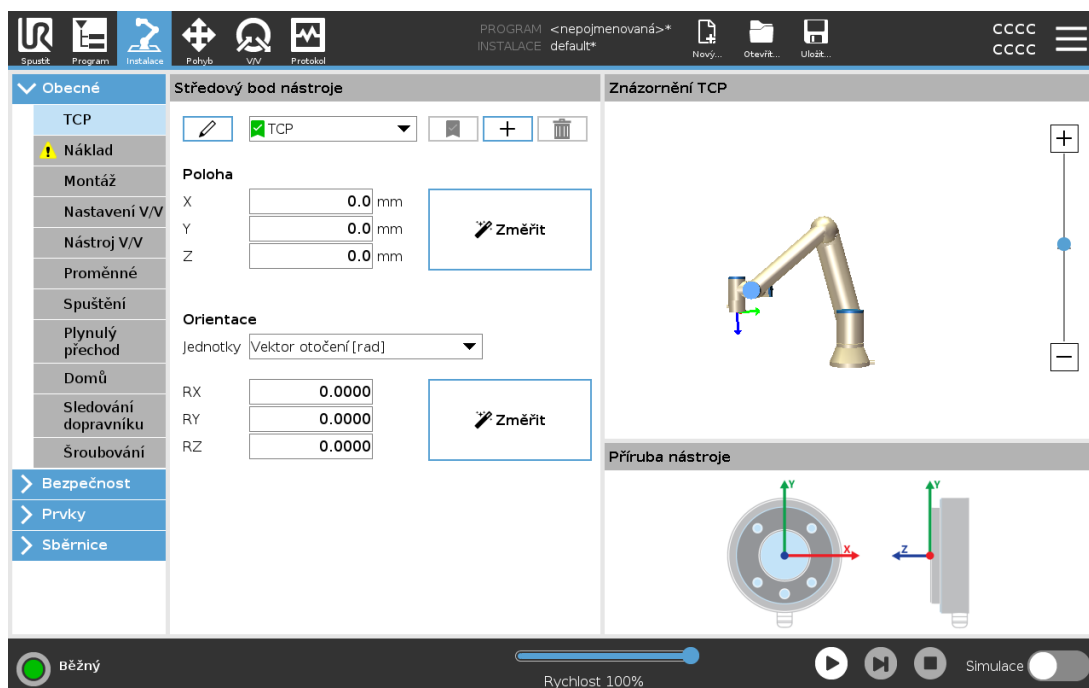 UR
Spustit
Program
Instalace
Pohyb
V/V
Protokol
PROGRAM <nepojmenovaná>*
INSTALACE default*
Nový...
Otevřít...
Uložit...
CCCC
CCCC
Obecné
TCP
Náklad
Montáž
Nastavení V/V
Nástroj V/V
Proměnné
Spuštění
Plynulý
přechod
Domů
Sledování
dopravníku
Šroubování
Bezpečnost
Prvky
Sběrnice
Středový bod nástroje
TCP
Poloha
X 0.0 mm
Y 0.0 mm
Z 0.0 mm
Změřit
Orientace
Jednotky Vektor otočení [rad]
RX 0.0000
RY 0.0000
RZ 0.0000
Změřit
Znázornění TCP
Příruba nástroje
Y
X
Y
Z
Běžný
Rychlost 100%
Simulace